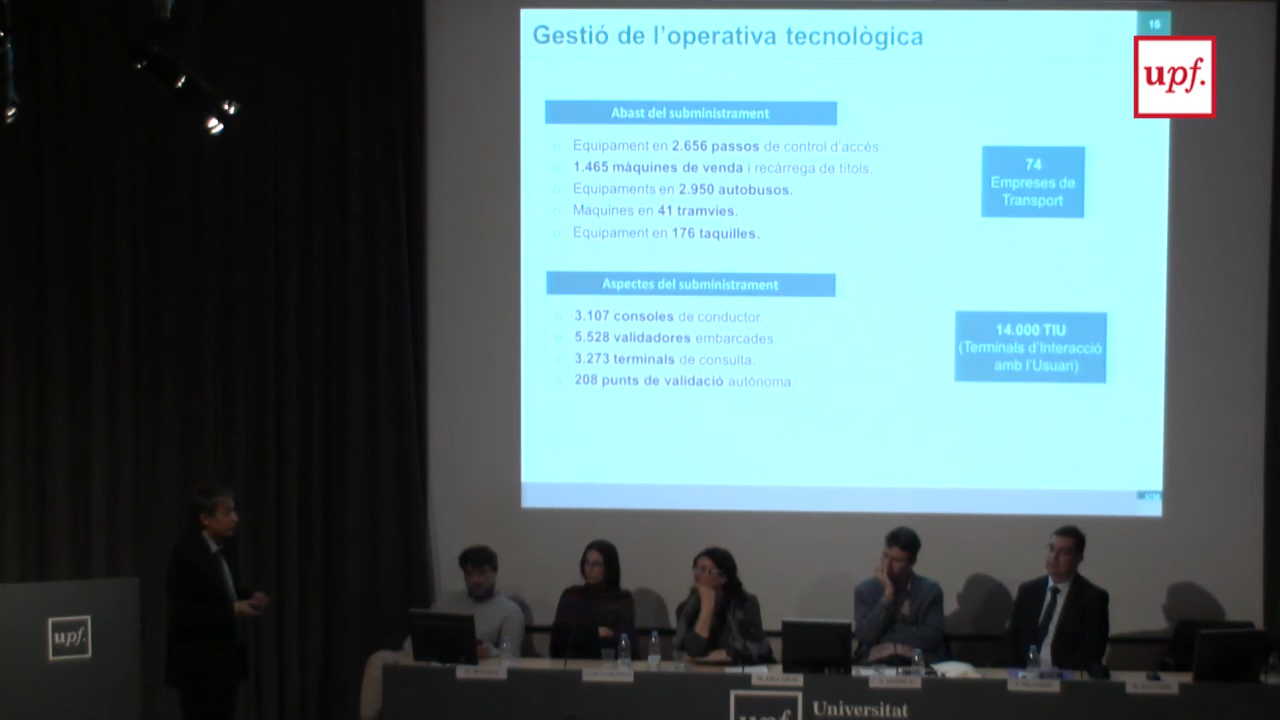 Gestió de l'operativa tecnològica
15
upf.
Abast del subministrament
Equipament en 2.656 passos de control d'accés.
1.465 màquines de venda i recàrrega de títols.
Equipaments en 2.950 autobusos.
Maquines en 41 tramvies.
Equipament en 176 taquilles.
74
Empreses de
Transport
Aspectes del subministrament
3.107 consoles de conductor.
5.528 validadores embarcades.
3.273 terminals de consulta.
208 punts de validació autònoma.
14.000 TIU
(Terminals d'Interacció
amb l'Usuari)
upf.
upf.
Universitat